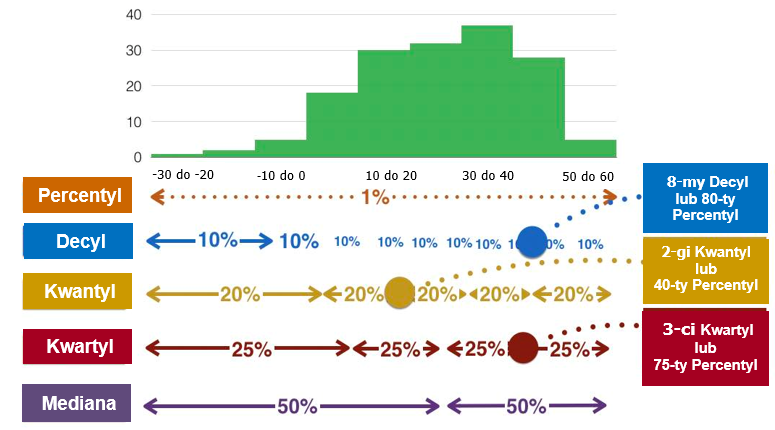 40
30
20
10
0
-30 do -20 -10 do 0 10 do 20 30 do 40 50 do 60
Percentyl 1%
8-my Decyl
lub 80-ty
Percentyl
Decyl 10% 10% 10% 10% 10% 10% 10% 10%
2-gi Kwantyl
lub
40-ty Percentyl
Kwantyl 20% 20% 20% 20% 20%
3-ci Kwartyl
lub
75-ty Percentyl
Kwartyl 25% 25% 25% 25%
Mediana 50% 50%